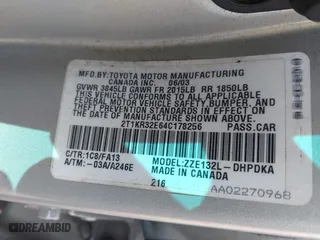 MFD.BY:TOYOTA MOTOR MANUFACTURING
CANADA INC 06/03
GVWR 3845LB GAWR FR 2015LB RR 1850LB
THIS VEHICLE CONFORMS TO ALL APPLICABLE
FEDERAL MOTOR VEHICLE SAFETY, BUMPER,
AND THEFT PREVENTION STANDARDS IN EFFECT
ON THE DATE OF MANUFACTURE SHOWN ABOVE.
2T1KR32E64C178256 PASS.CAR
C/TR:1C8/FA13 MODEL:ZZE132L-DHPDKA
A/TM:-03A/A246E MADE IN CANADA
216
AA0227096B
© DREAMBID